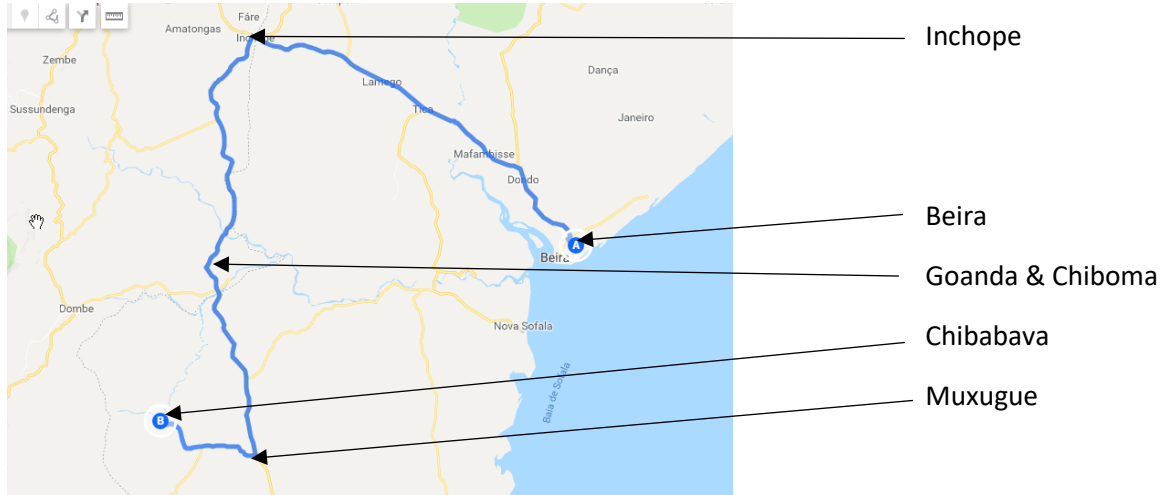 Fáre
Amatongas
Inchope
Inchope
Zembe
Dança
Lamego
Sussundenga
Tica
Janeiro
Mafambisse
Dondo
Beira
A
Beira
Goanda & Chiboma
Dombe
Nova Sofala
Chibabava
Baia de Sofala
Muxugue
B